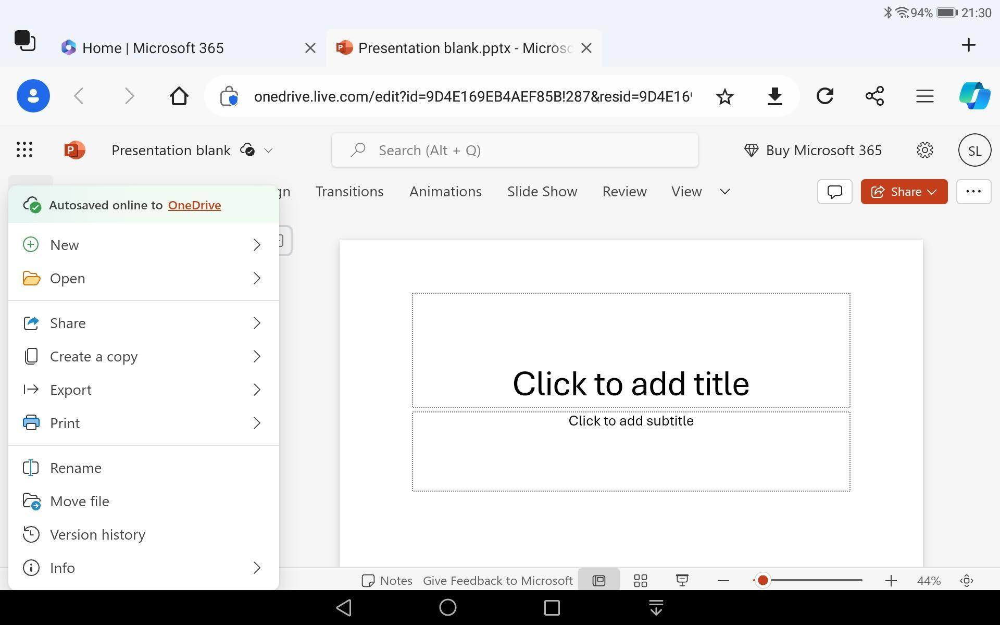 94% 21:30
Home | Microsoft 365
Presentation blank.pptx - Microso
onedrive.live.com/edit?id=9D4E169EB4AEF85B!287&resid=9D4E16
Presentation blank
Search (Alt + Q)
Buy Microsoft 365
SL
gn Transitions Animations Slide Show Review View
Share
Autosaved online to OneDrive
New
Open
Share
Create a copy
Export
Print
Rename
Move file
Version history
Info
Click to add title
Click to add subtitle
Notes Give Feedback to Microsoft 44%